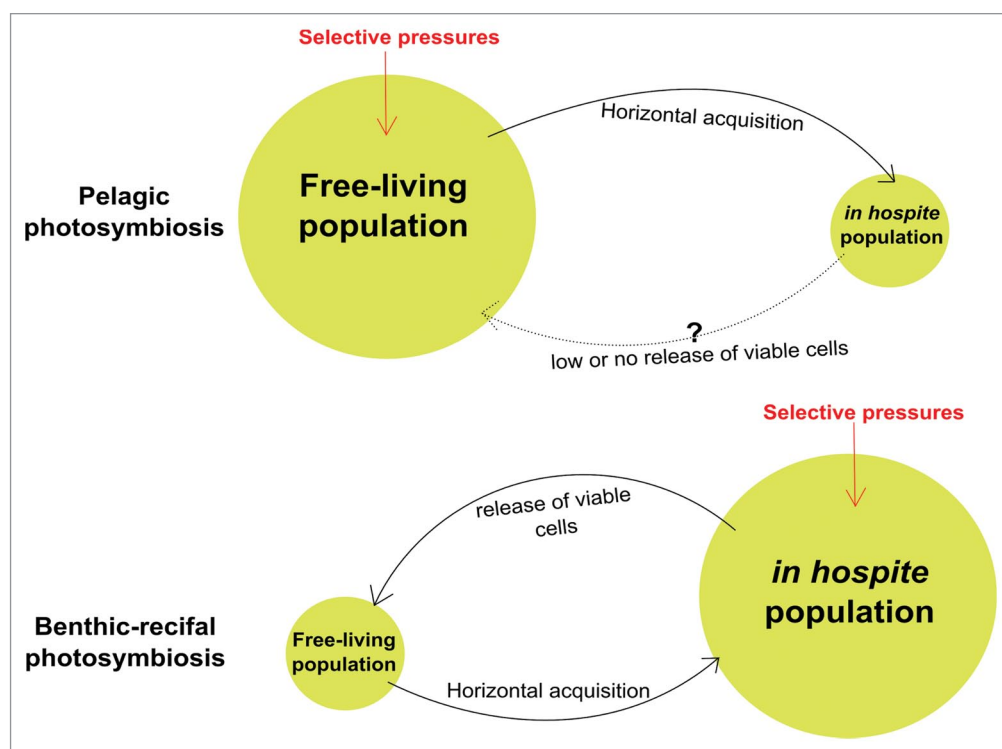 Selective pressures
Horizontal acquisition
Free-living
population
Pelagic
photosymbiosis
in hospite
population
?
low or no release of viable cells
Selective pressures
release of viable
cells
in hospite
population
Benthic-recifal
photosymbiosis
Free-living
population
Horizontal acquisition